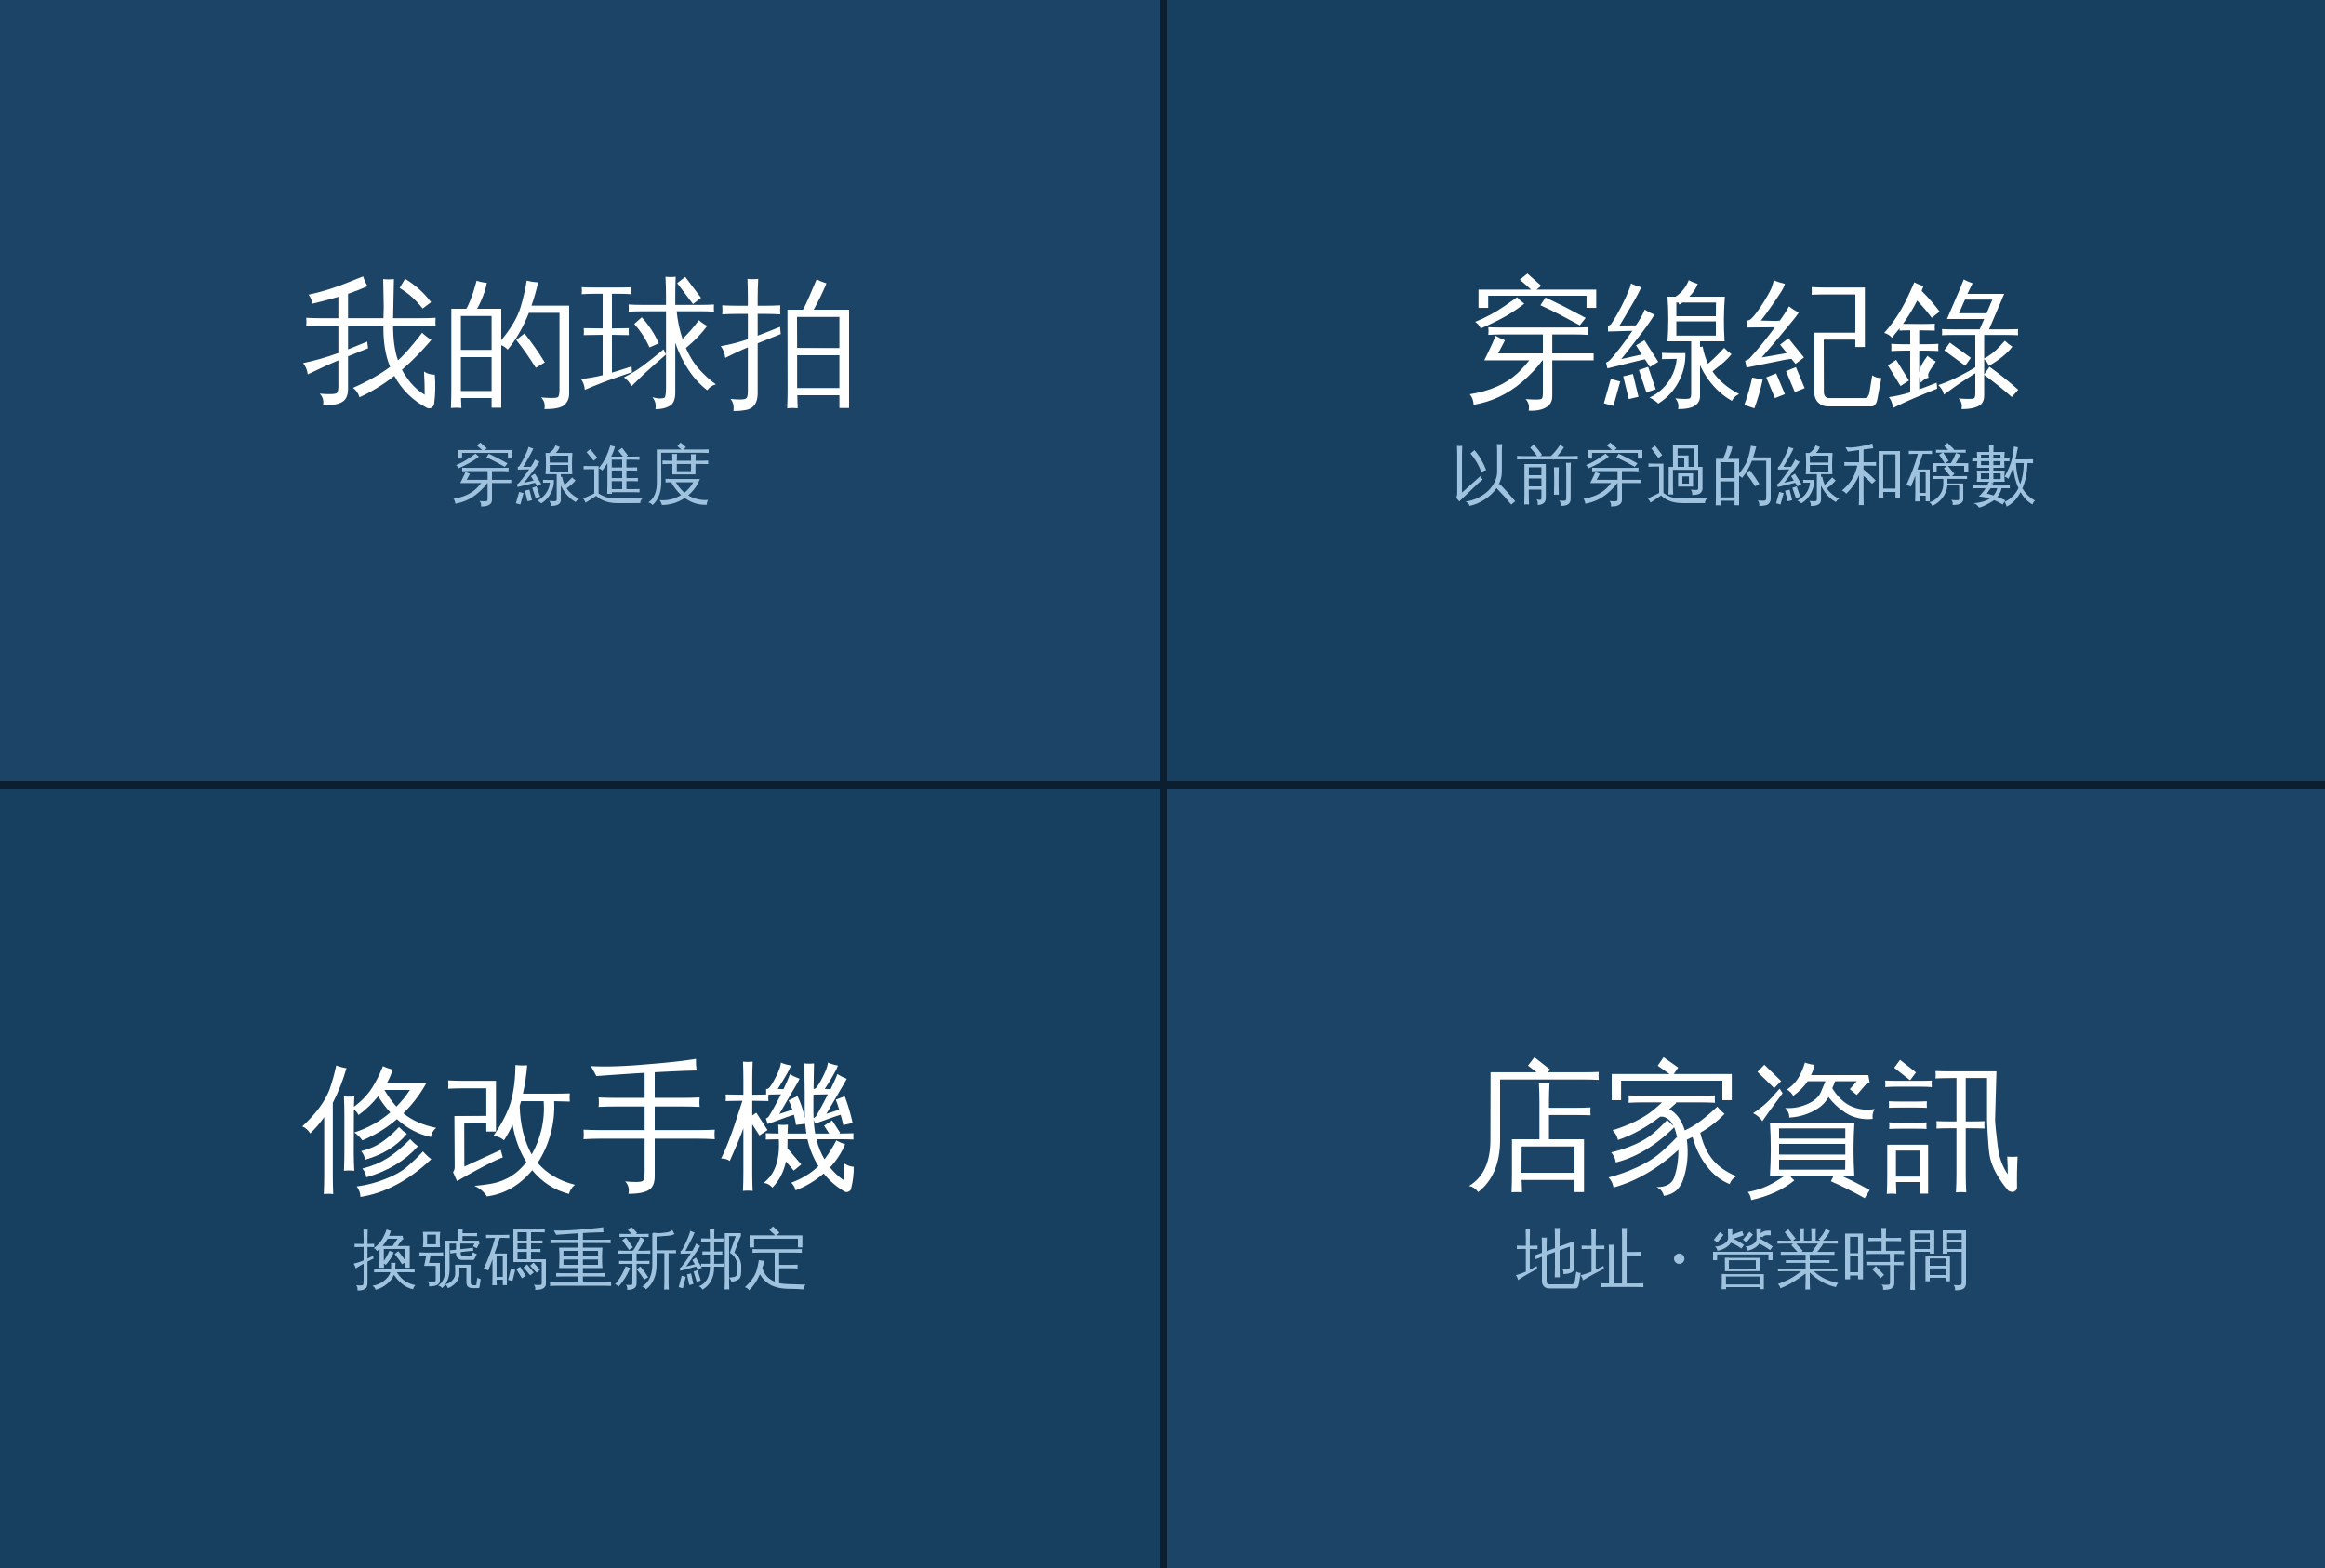 我的球拍
穿線進度
穿線紀錄
以前穿過的線和磅數
修改手機
換號碼重新綁定
店家資訊
地址・營業時間